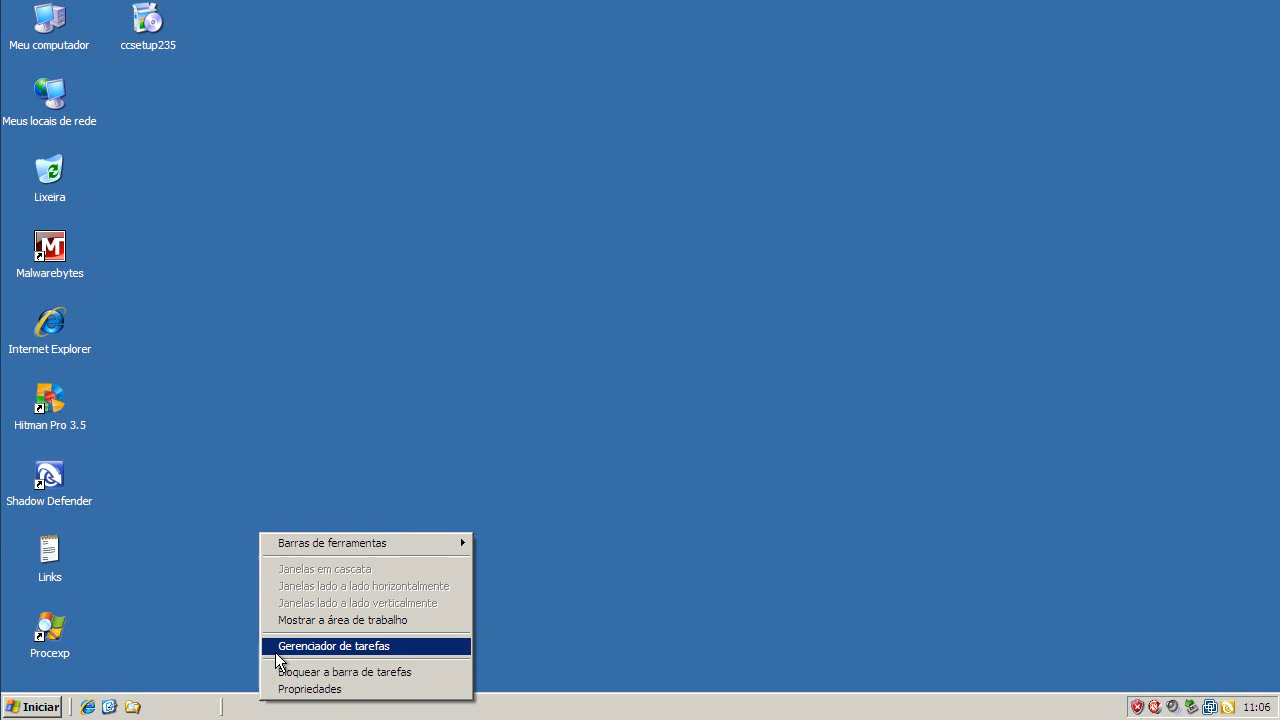 Meu computador
ccsetup235
Meus locais de rede
Lixeira
Malwarebytes
Internet Explorer
Hitman Pro 3.5
Shadow Defender
Links
Procexp
Barras de ferramentas
Janelas em cascata
Janelas lado a lado horizontalmente
Janelas lado a lado verticalmente
Mostrar a área de trabalho
Gerenciador de tarefas
Bloquear a barra de tarefas
Propriedades
Iniciar
11:06